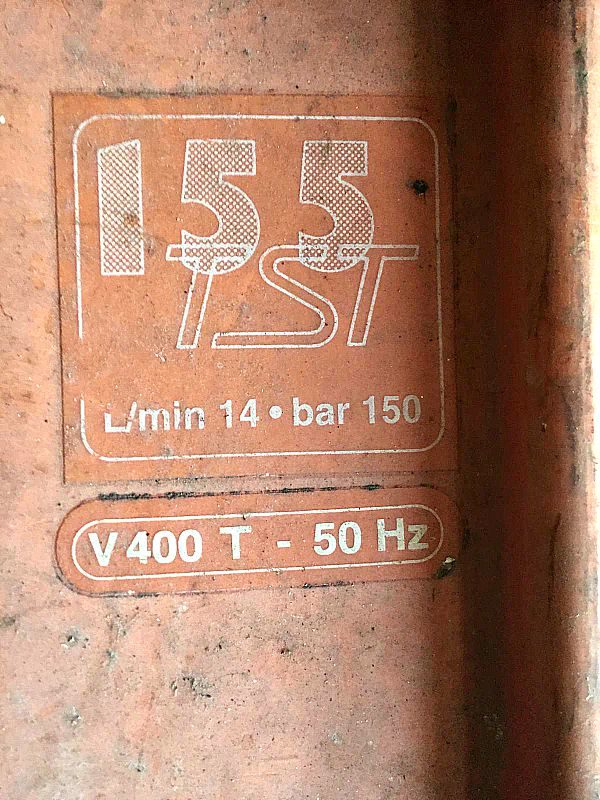 155
TST
L/min 14 • bar 150
V 400 T - 50 Hz